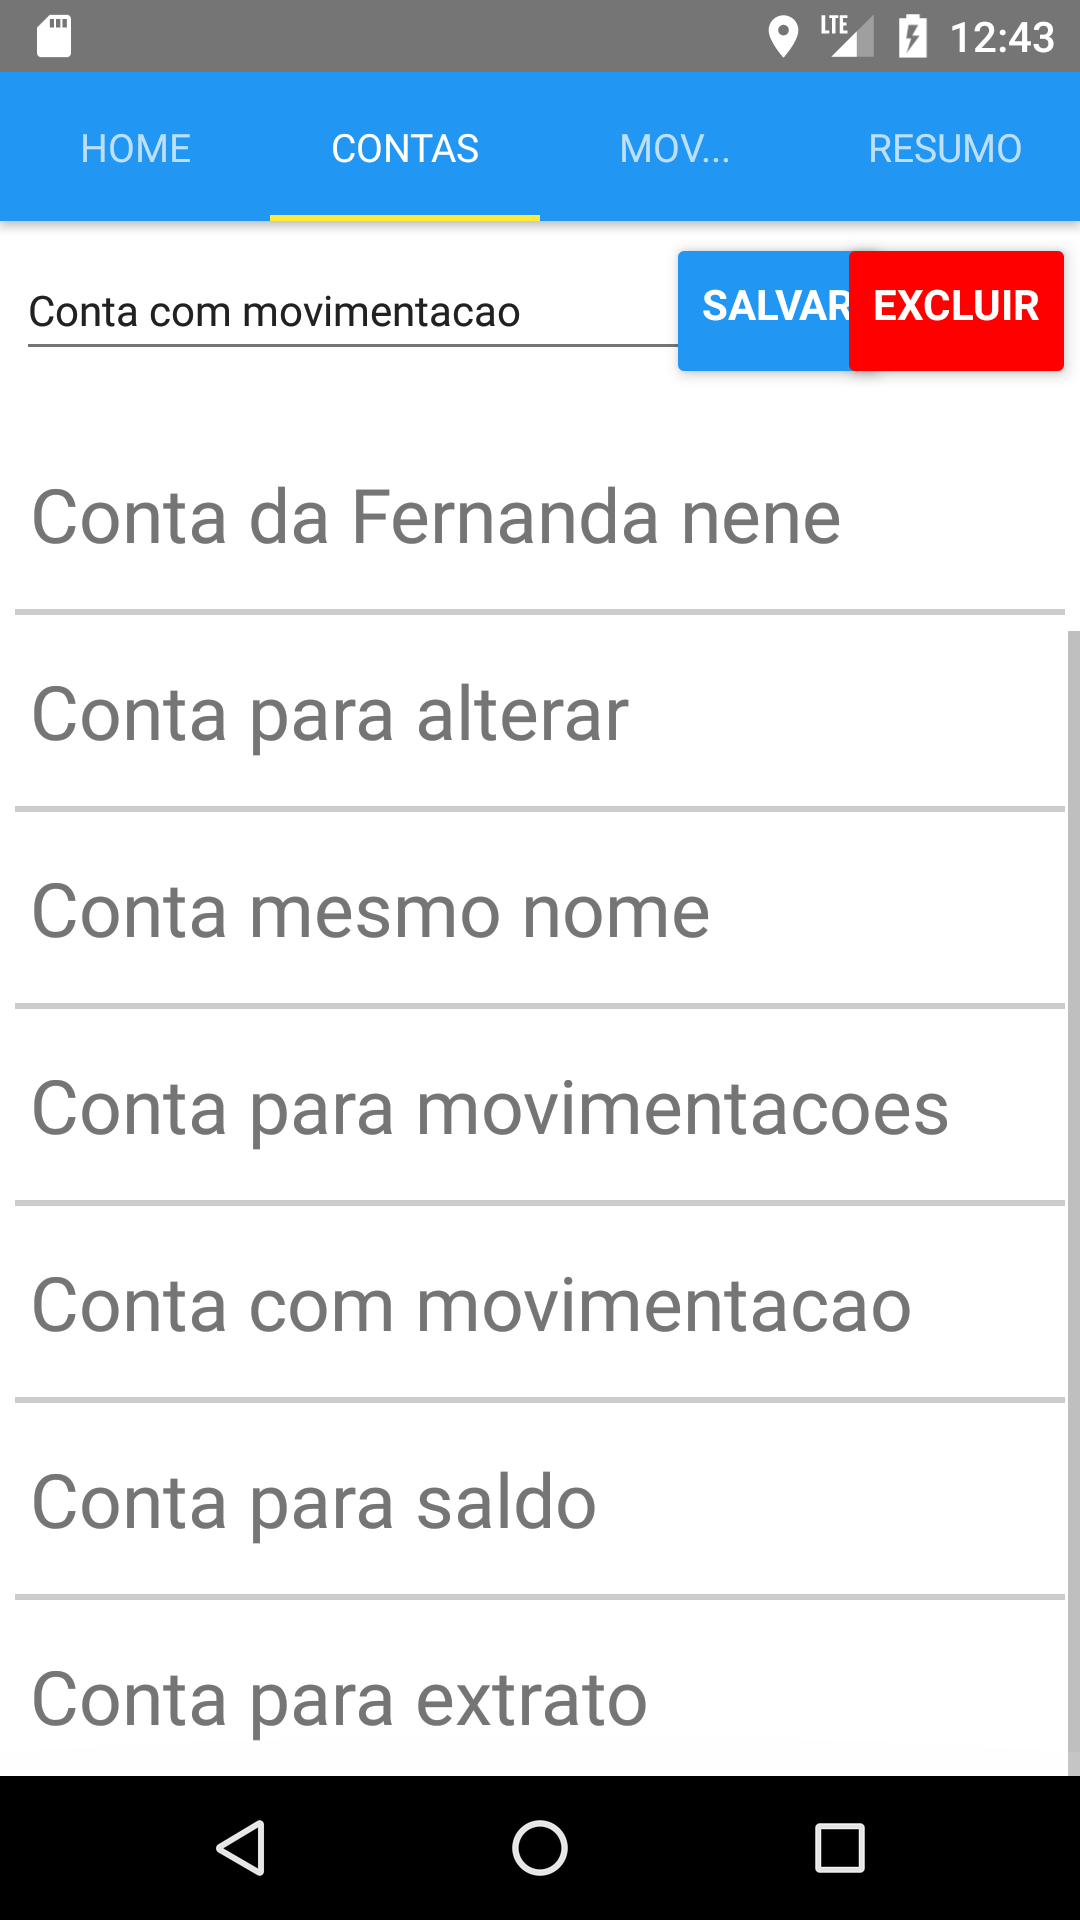 LTE 12:43
HOME CONTAS MOV... RESUMO
Conta com movimentacao SALVAR EXCLUIR
Conta da Fernanda nene
Conta para alterar
Conta mesmo nome
Conta para movimentacoes
Conta com movimentacao
Conta para saldo
Conta para extrato